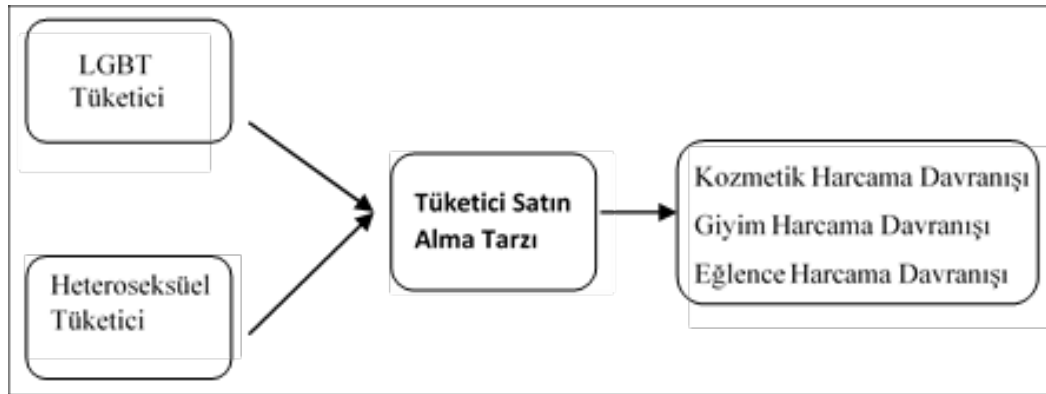 LGBT
Tüketici
Heteroseksüel
Tüketici
Tüketici Satın
Alma Tarzı
Kozmetik Harcama Davranışı
Giyim Harcama Davranışı
Eğlence Harcama Davranışı